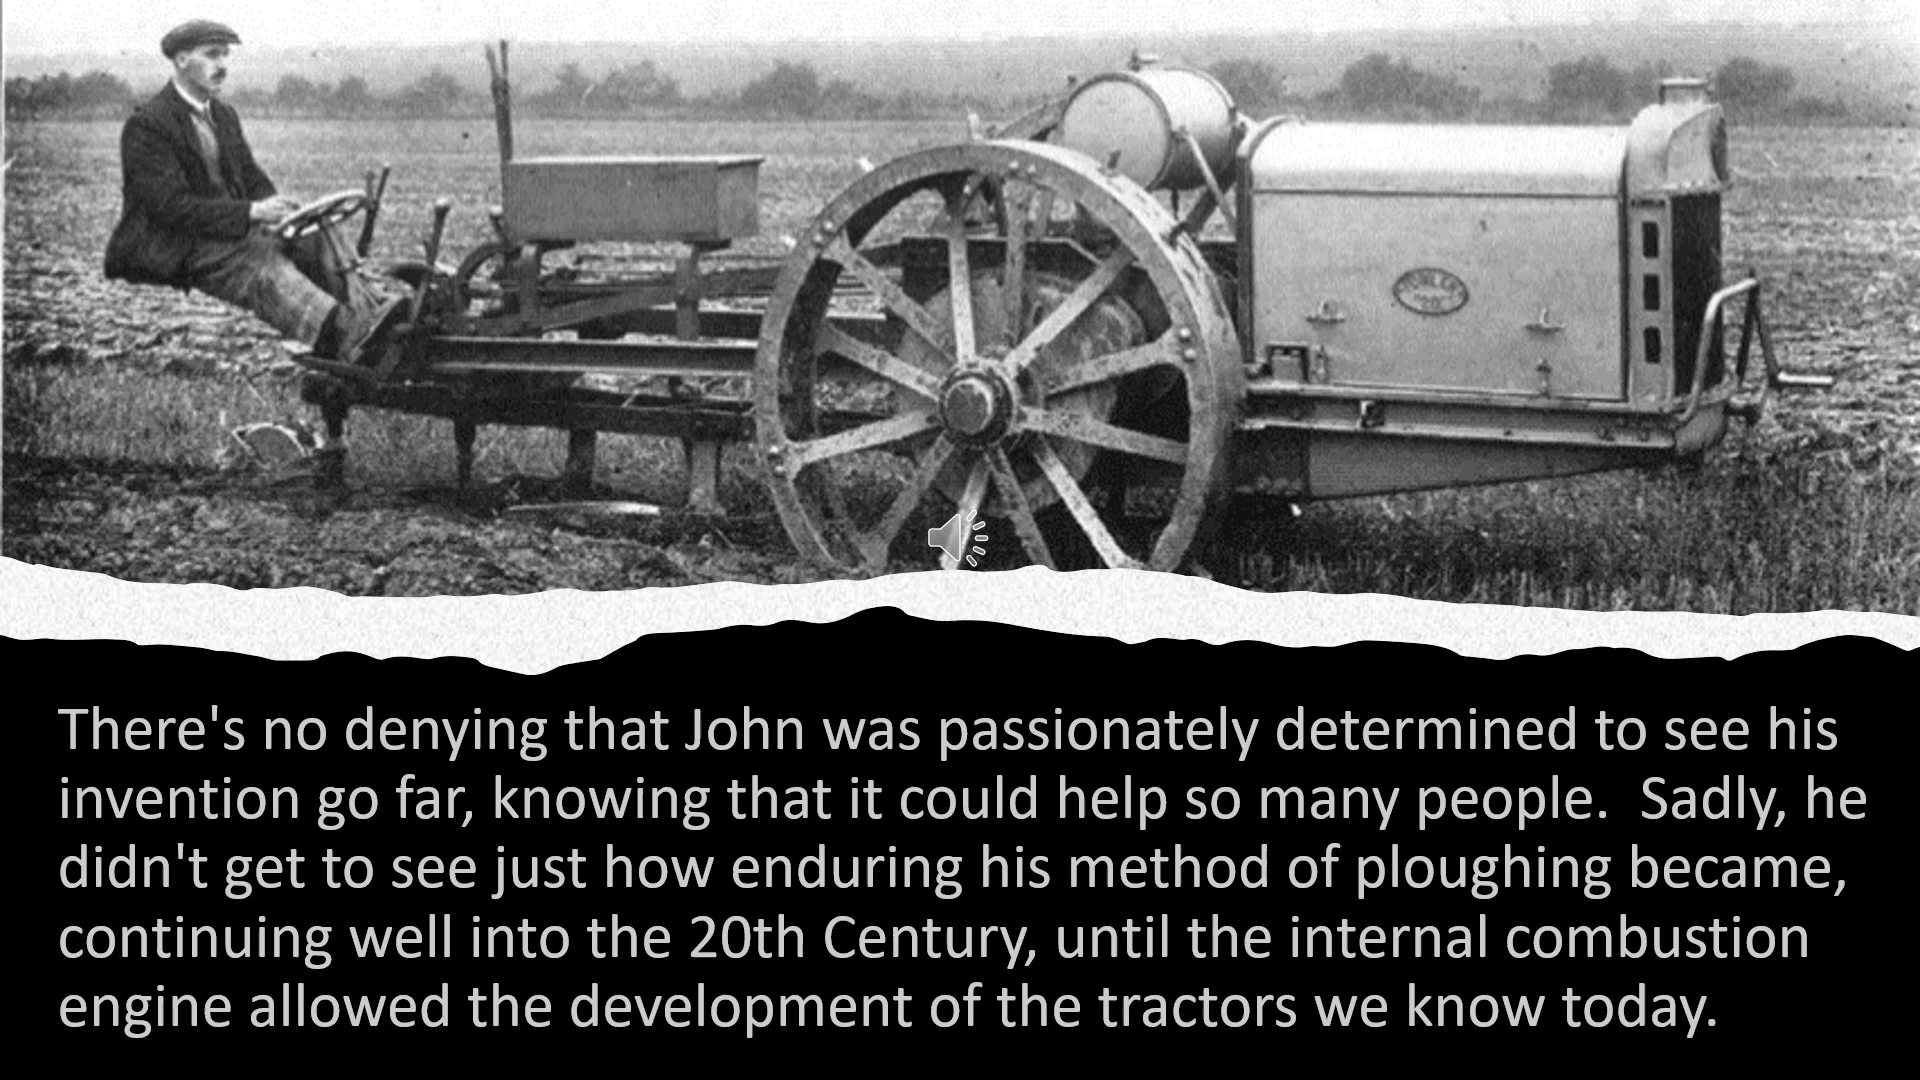 There's no denying that John was passionately determined to see his
invention go far, knowing that it could help so many people.  Sadly, he
didn't get to see just how enduring his method of ploughing became,
continuing well into the 20th Century, until the internal combustion
engine allowed the development of the tractors we know today.